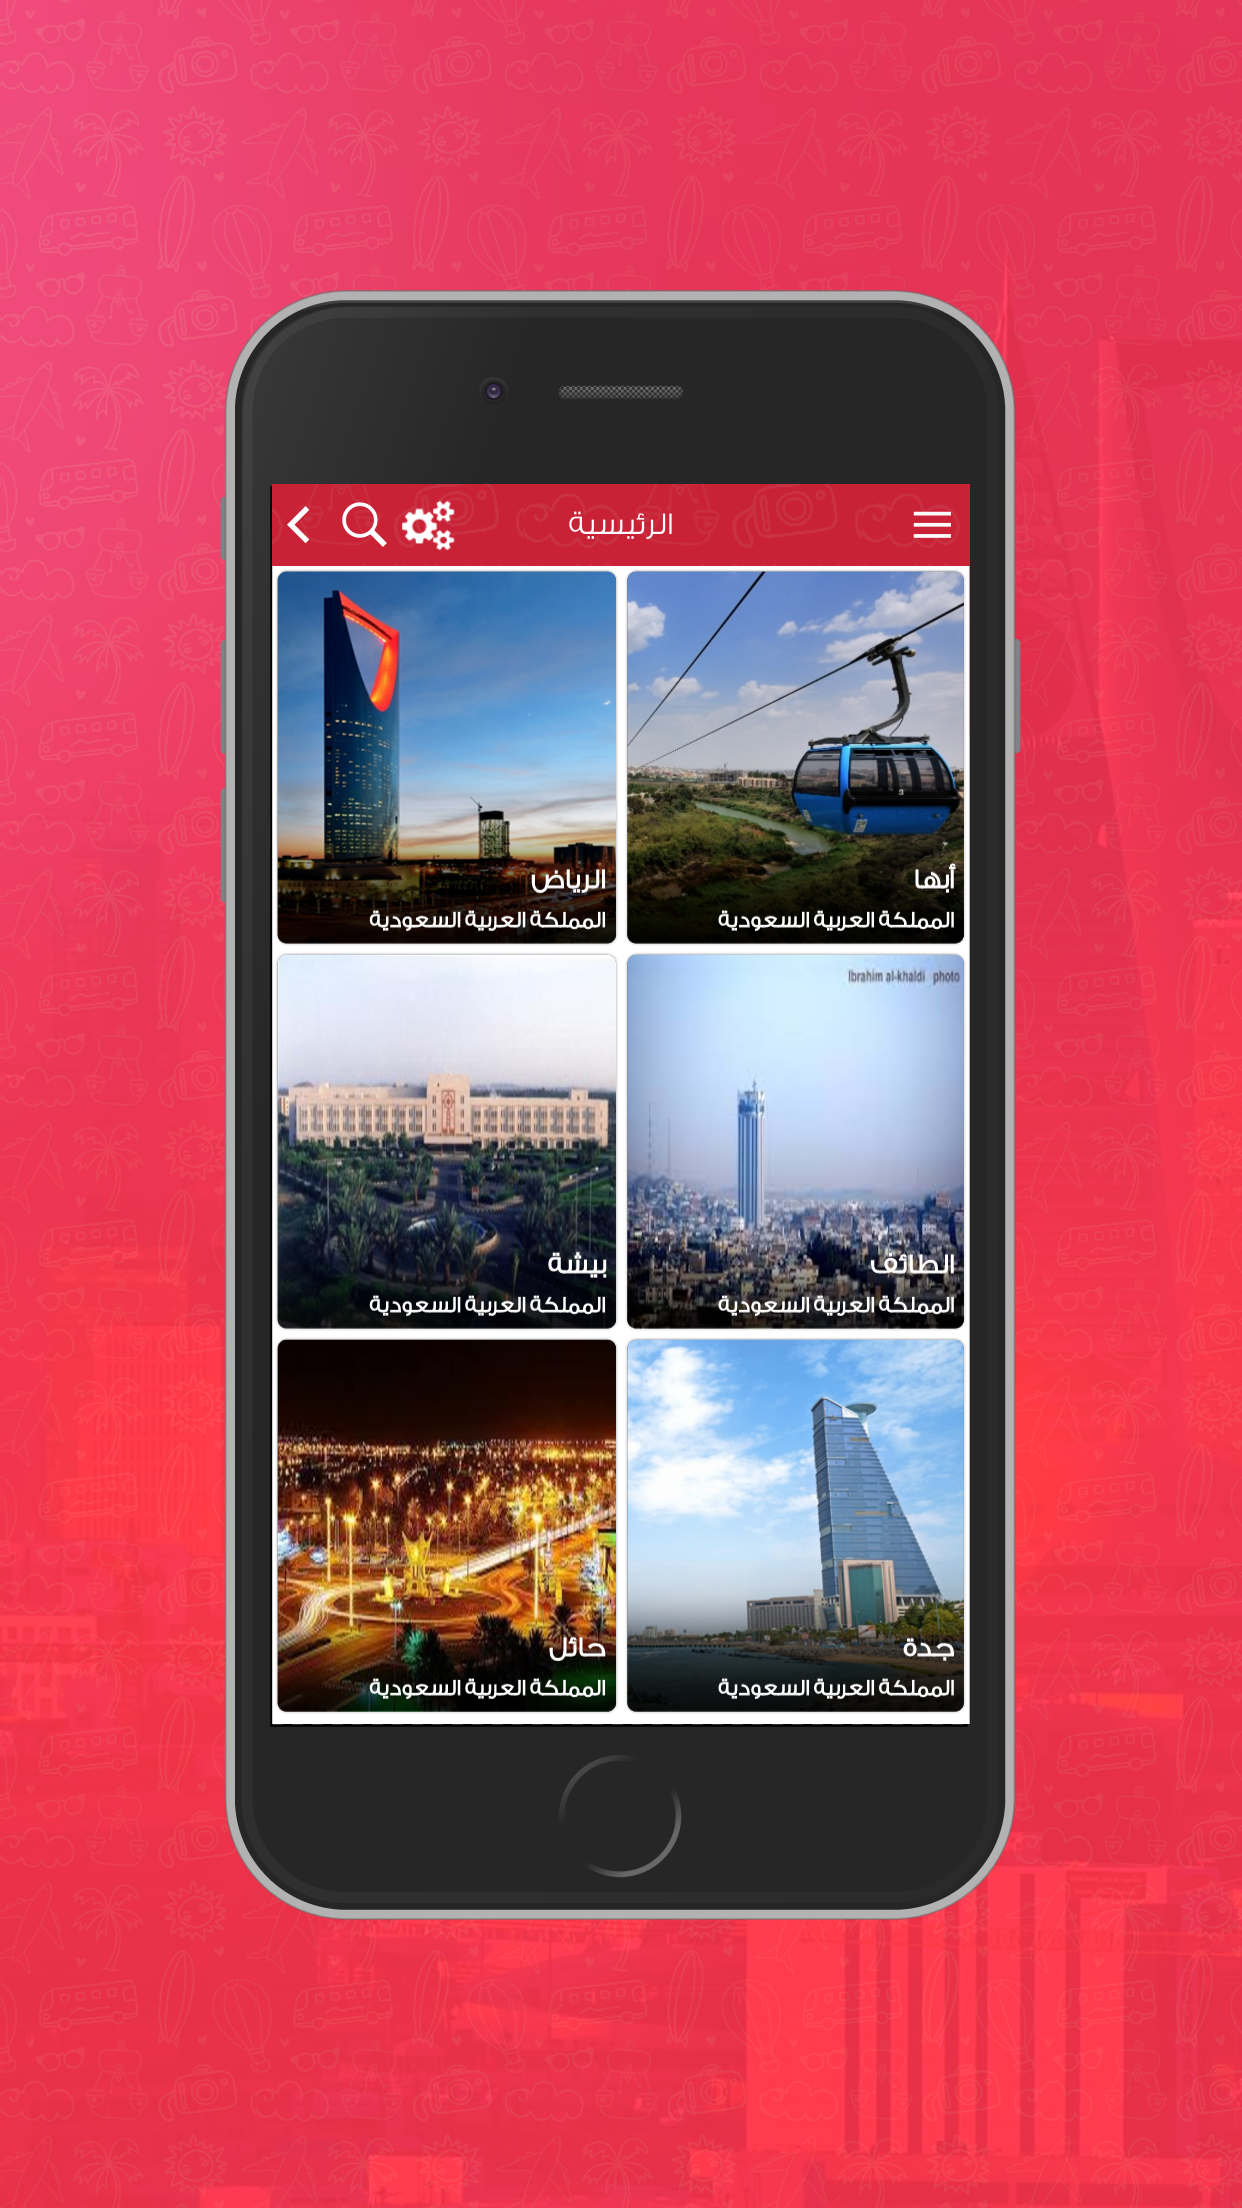 الرئيسية
أبها
المملكة العربية السعودية
الرياض
المملكة العربية السعودية
Ibrahim al-khaldi photo
الطائف
المملكة العربية السعودية
بيشة
المملكة العربية السعودية
جدة
المملكة العربية السعودية
حائل
المملكة العربية السعودية